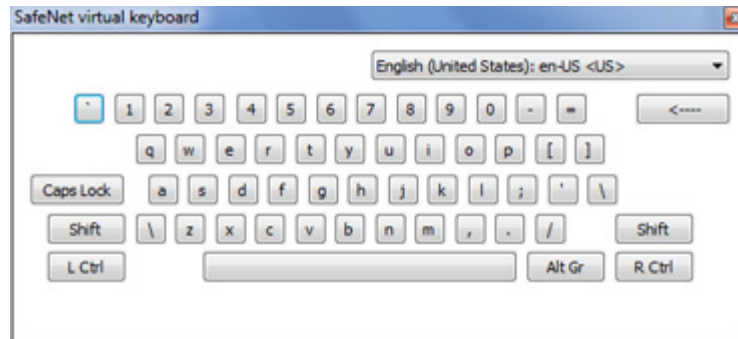 SafeNet virtual keyboard
English (United States): en-US <US>
` 1 2 3 4 5 6 7 8 9 0 - = <----
q w e r t y u i o p [ ]
Caps Lock a s d f g h j k l ; ' \
Shift \ z x c v b n m , . / Shift
L Ctrl Alt Gr R Ctrl